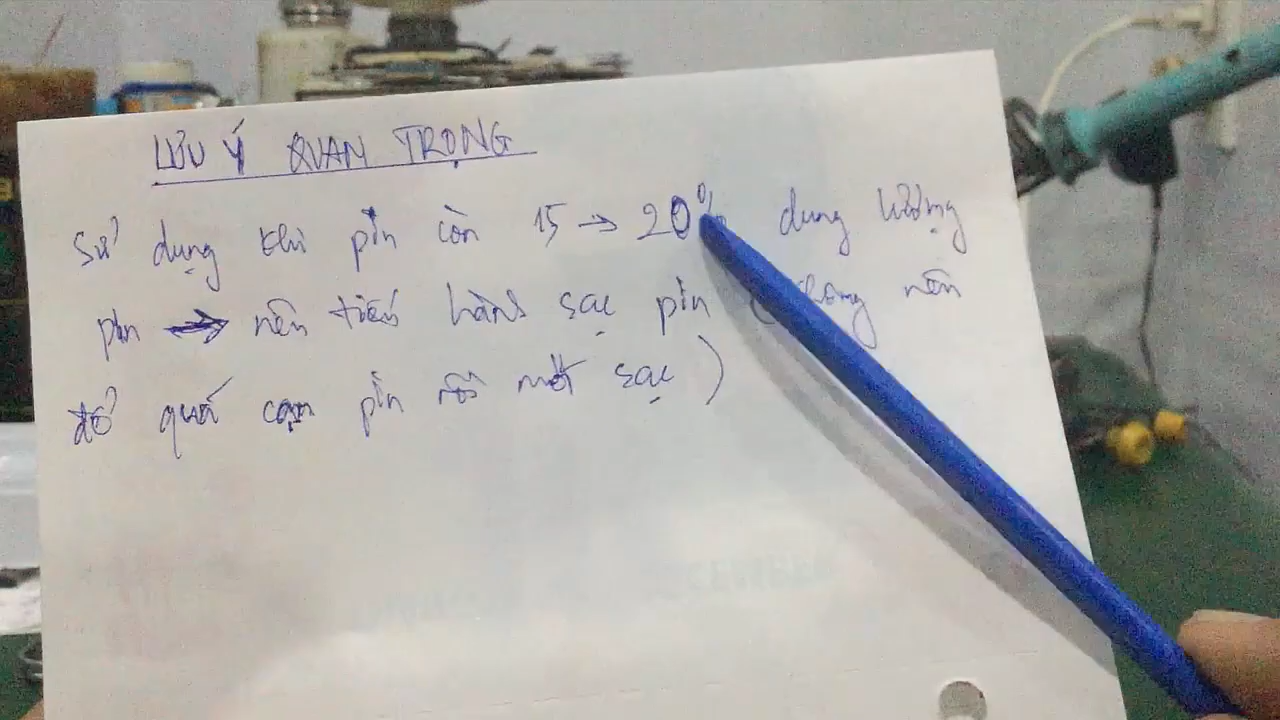 LƯU Ý QUAN TRỌNG
Sử dụng khi pin còn 15 → 20% dung lượng
pin → nên tiến hành sạc pin (không nên
để quá cạn pin rồi mới sạc)